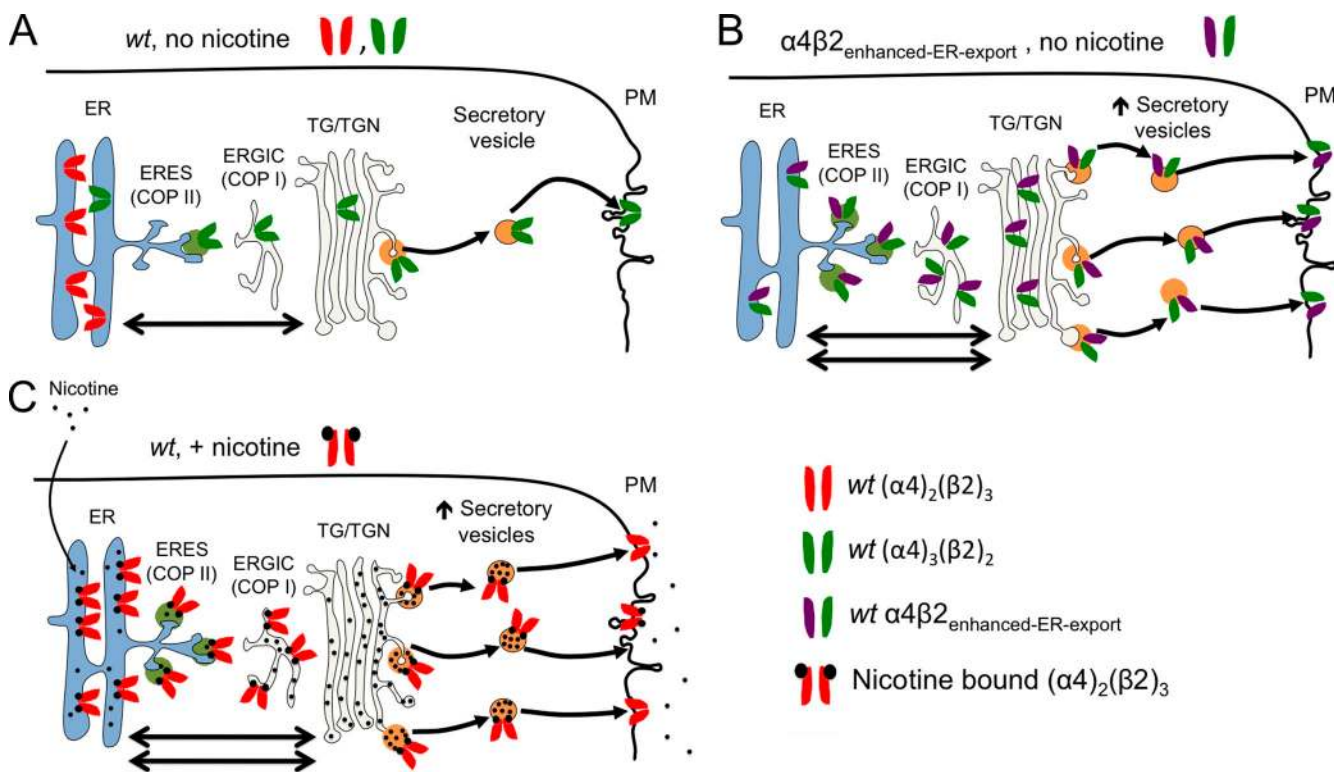 A
wt, no nicotine
,
ER
ERES
(COP II)
ERGIC
(COP I)
TG/TGN
Secretory
vesicle
PM
B
α4β2enhanced-ER-export , no nicotine
ER
ERES
(COP II)
ERGIC
(COP I)
TG/TGN
↑ Secretory
vesicles
PM
C
Nicotine
wt, + nicotine
ER
ERES
(COP II)
ERGIC
(COP I)
TG/TGN
↑ Secretory
vesicles
PM
wt (α4)2(β2)3
wt (α4)3(β2)2
wt α4β2enhanced-ER-export
Nicotine bound (α4)2(β2)3